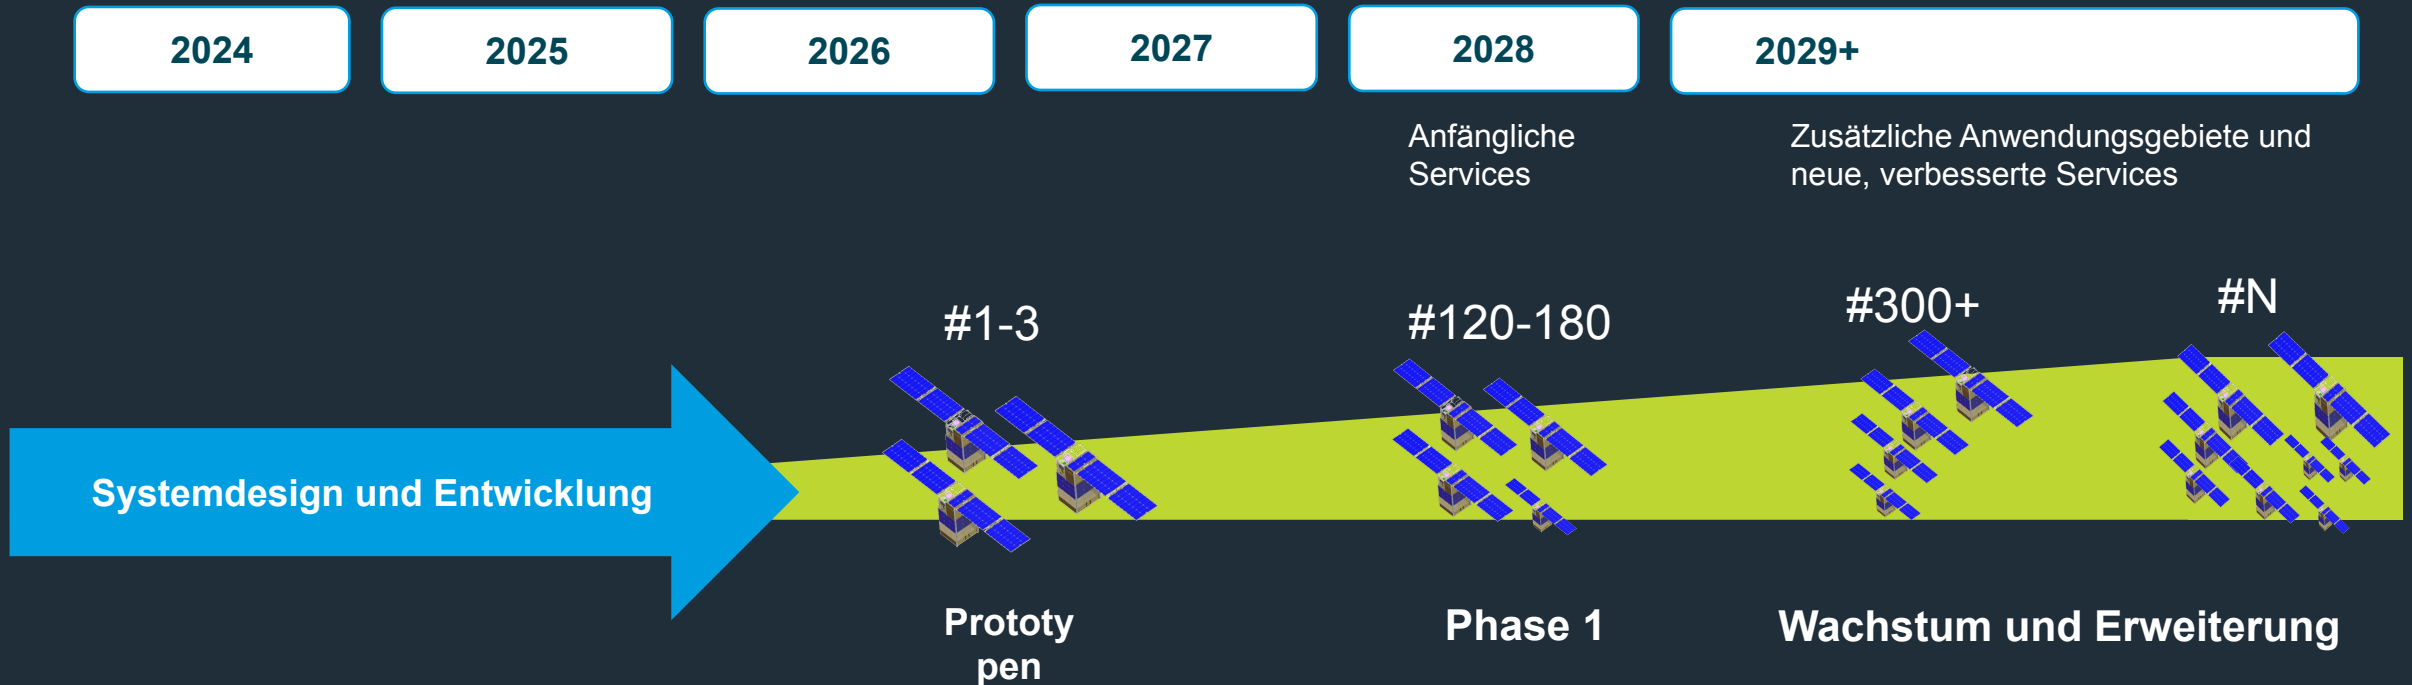 2024
2025
2026
2027
2028
2029+
Anfängliche
Services
Zusätzliche Anwendungsgebiete und
neue, verbesserte Services
#1-3
#120-180
#300+
#N
Systemdesign und Entwicklung
Prototy
pen
Phase 1
Wachstum und Erweiterung